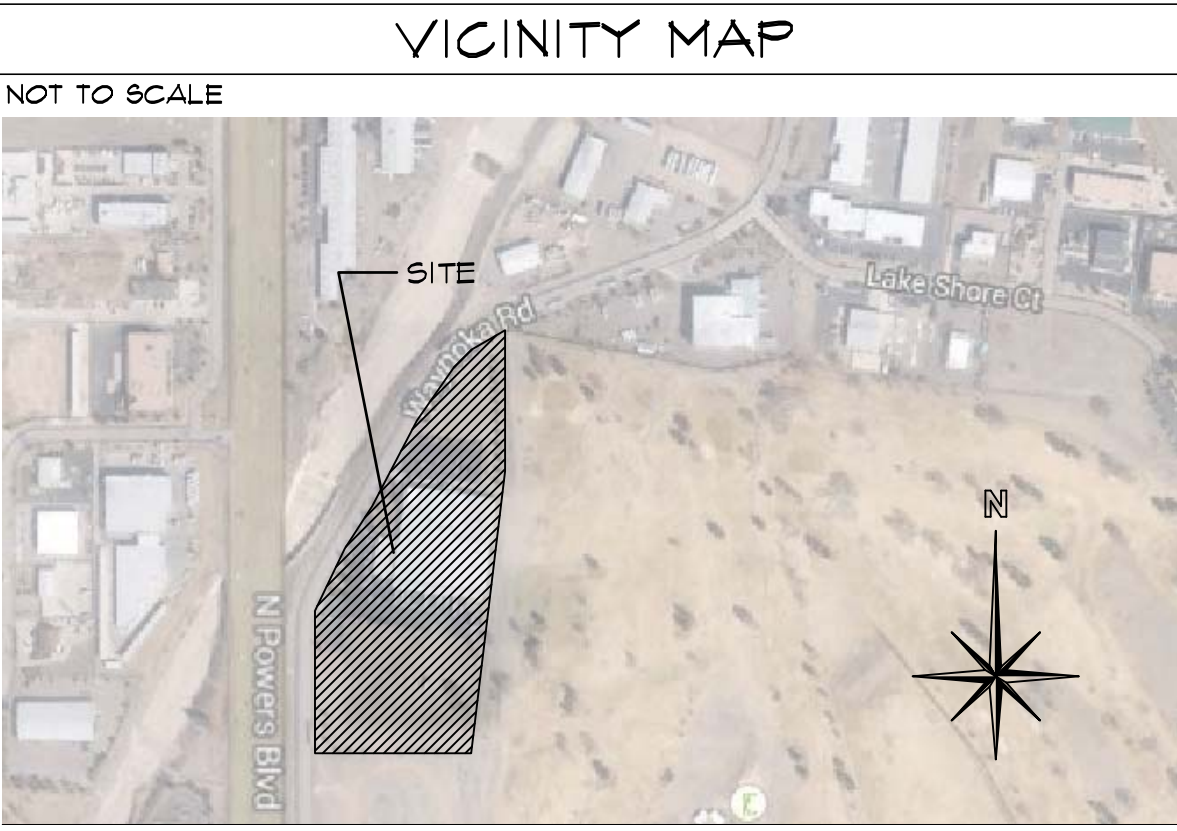 VICINITY MAP
NOT TO SCALE
SITE
Waynoka Rd
Lake Shore Ct
N
N Powers Blvd
E